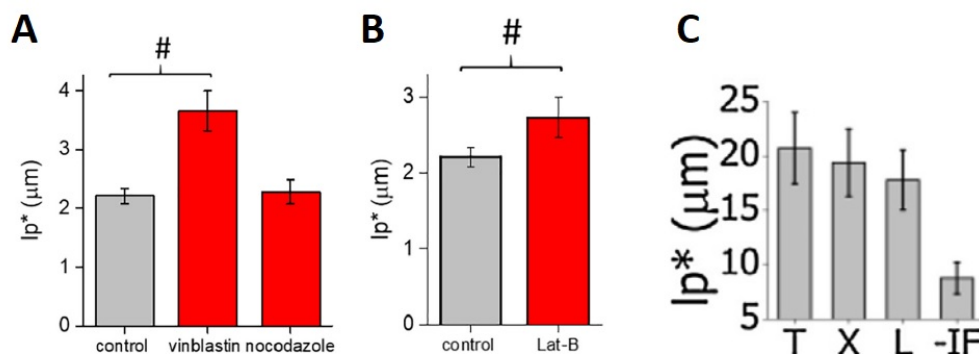 A
#
4
3
2
1
0
lp* (μm)
control vinblastin nocodazole
B
#
3
2
1
0
lp* (μm)
control Lat-B
C
25
20
15
10
5
lp* (μm)
T X L -IF